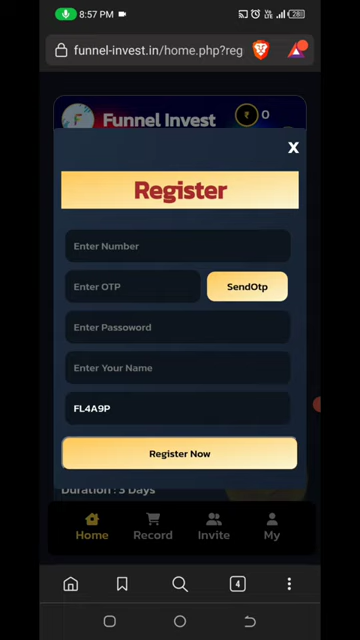 8:57 PM
28
funnel-invest.in/home.php?reg
Funnel Invest
₹ 0
X
Register
Enter Number
Enter OTP
SendOtp
Enter Passoword
Enter Your Name
FL4A9P
Register Now
Duration : 3 Days
Home
Record
Invite
My
4